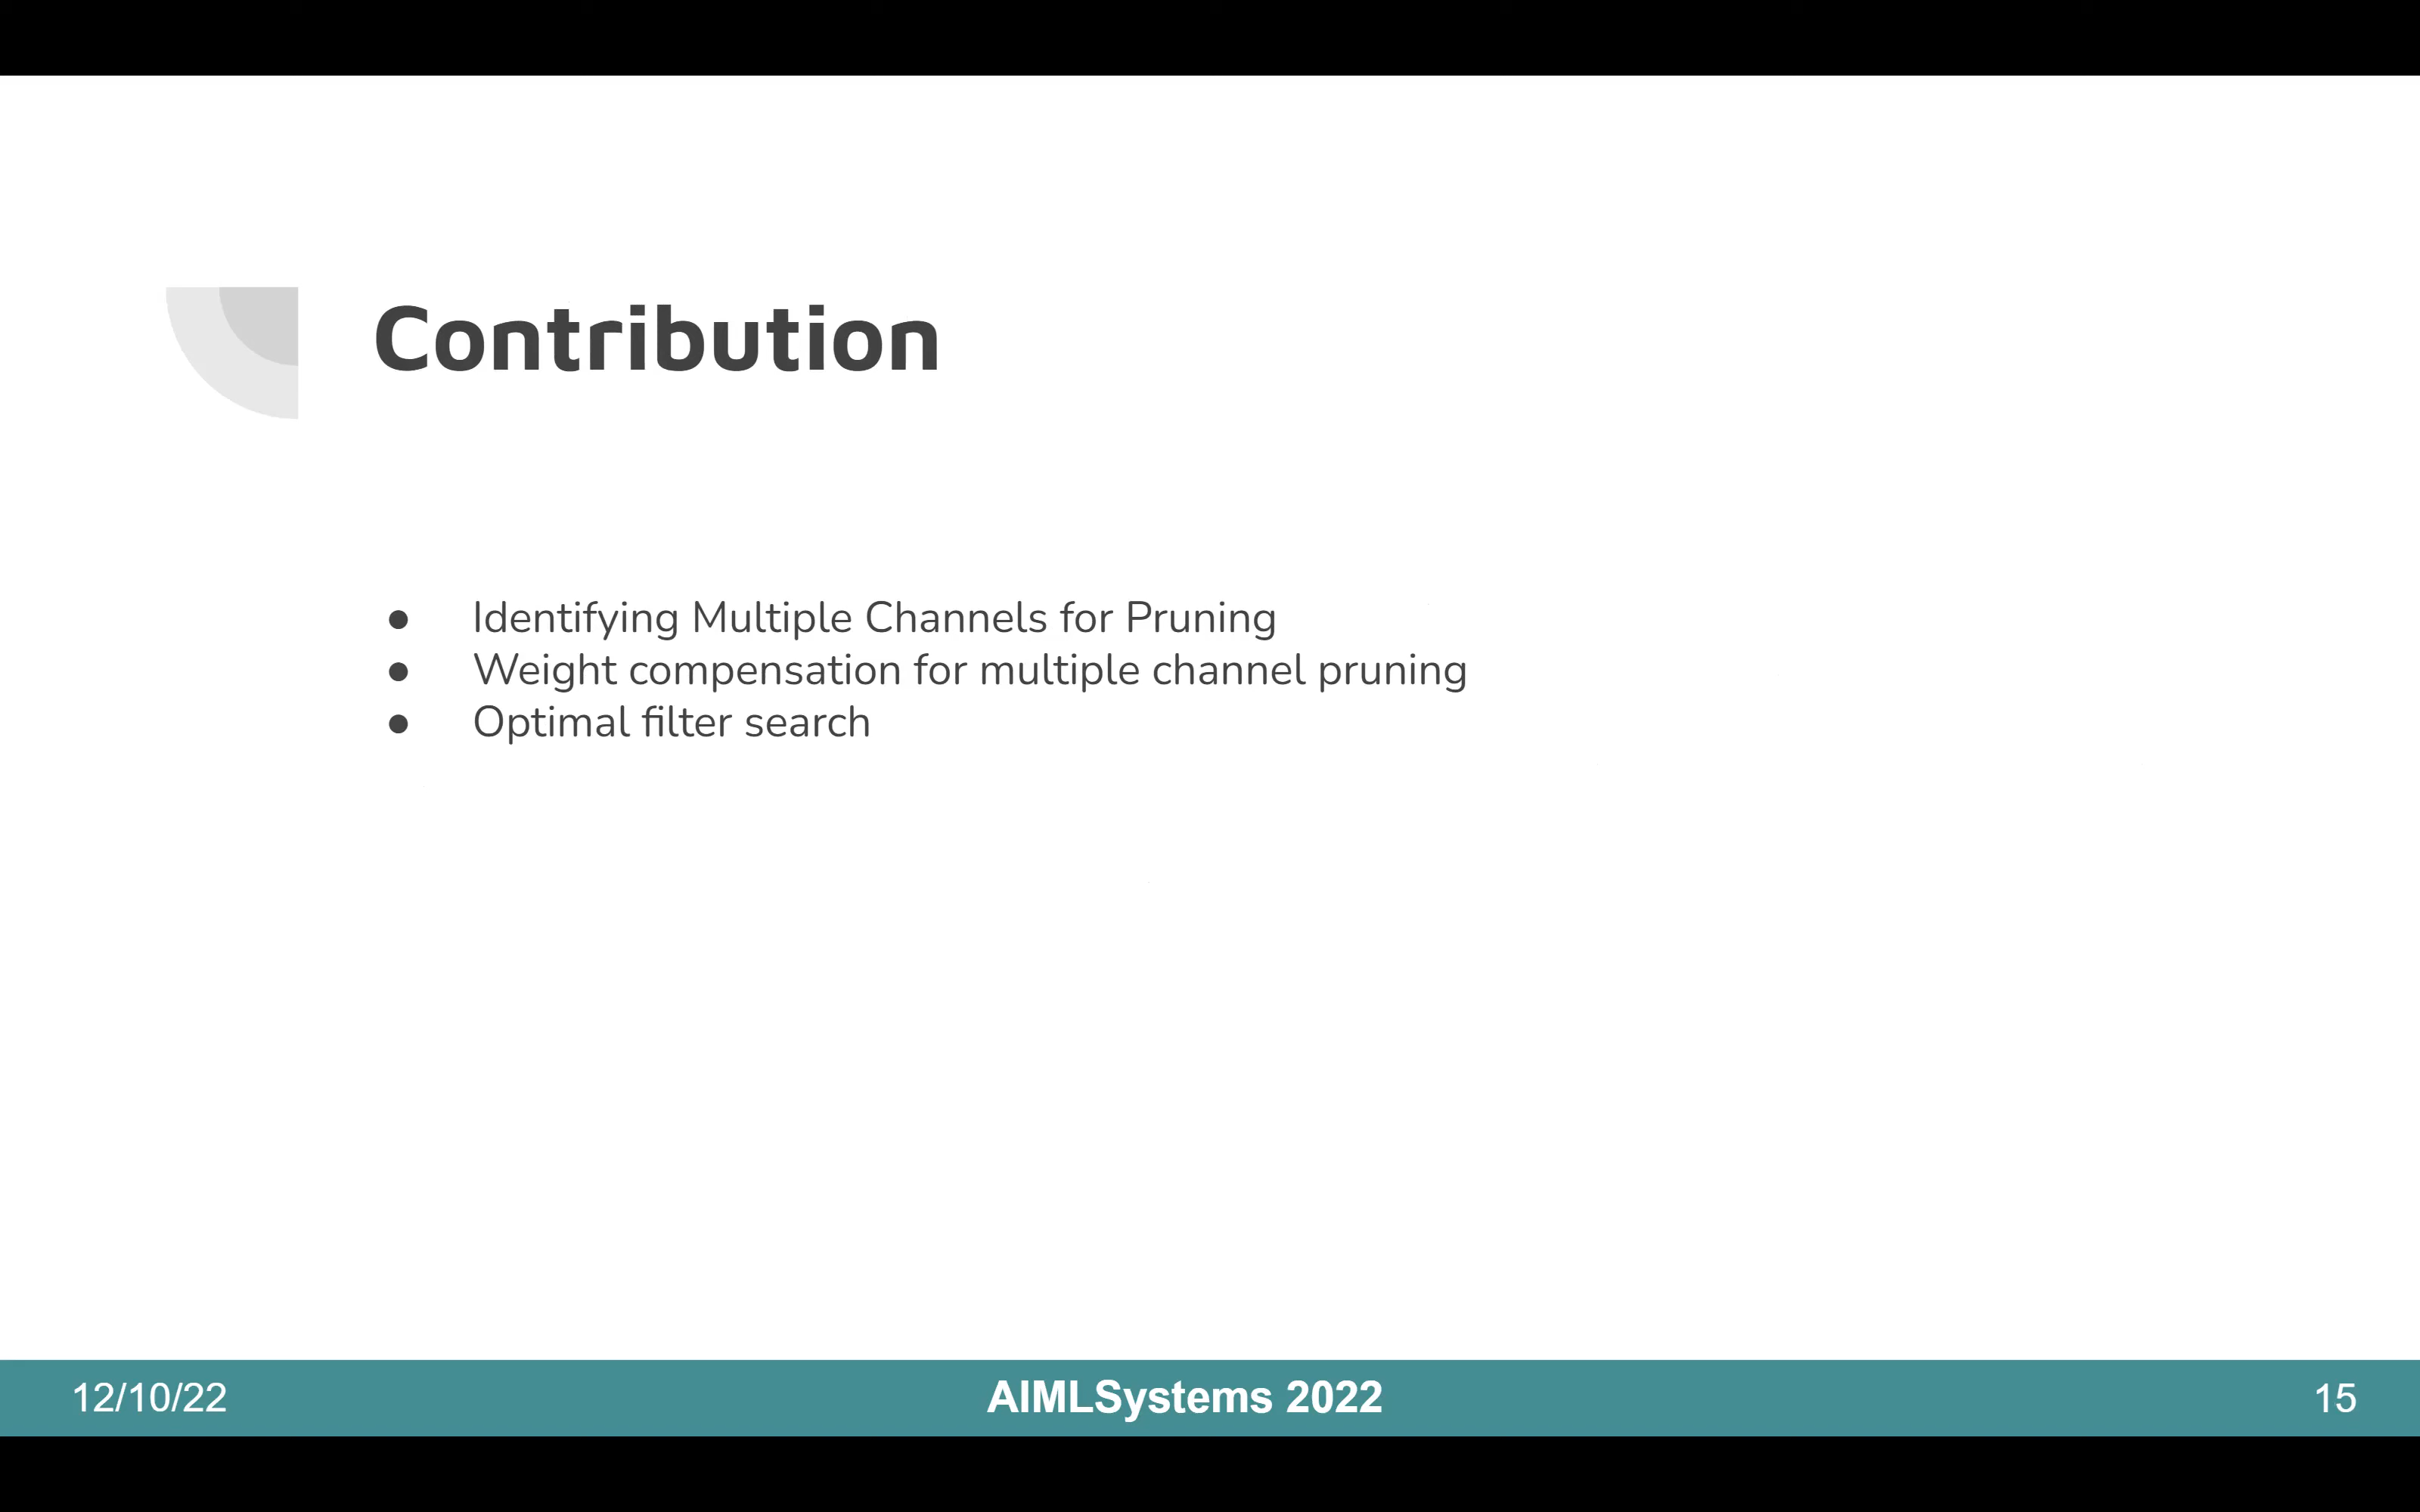 Contribution
● Identifying Multiple Channels for Pruning
● Weight compensation for multiple channel pruning
● Optimal filter search
12/10/22
AIMLSystems 2022
15